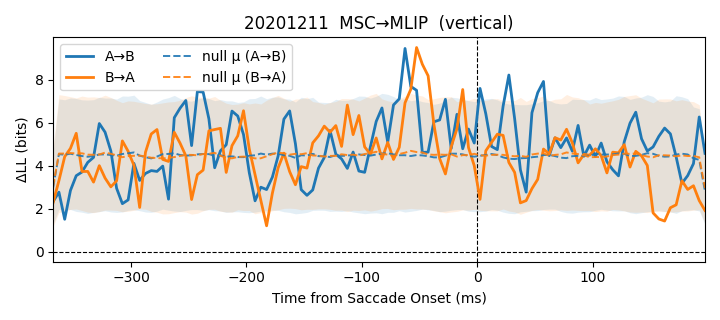 20201211  MSC→MLIP  (vertical)
A→B
B→A
null μ (A→B)
null μ (B→A)
ΔLL (bits)
8
6
4
2
0
−300
−200
−100
0
100
Time from Saccade Onset (ms)